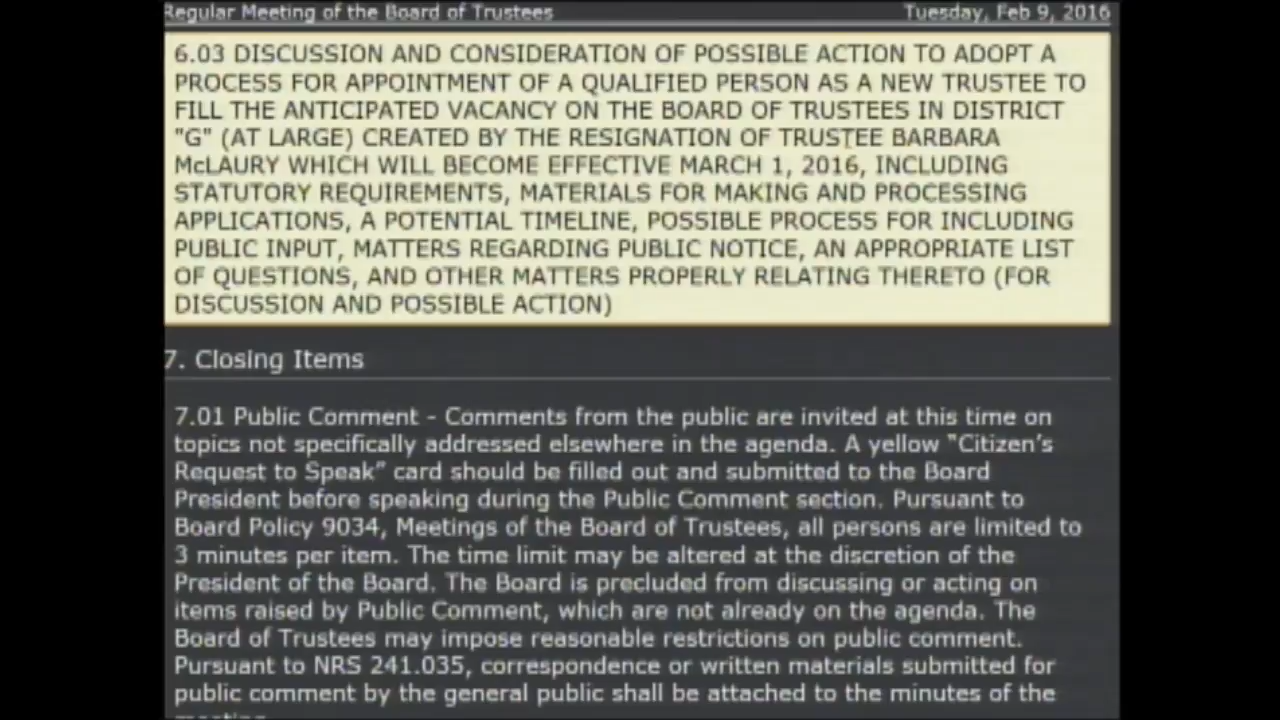 Regular Meeting of the Board of Trustees
Tuesday, Feb 9, 2016
6.03 DISCUSSION AND CONSIDERATION OF POSSIBLE ACTION TO ADOPT A
PROCESS FOR APPOINTMENT OF A QUALIFIED PERSON AS A NEW TRUSTEE TO
FILL THE ANTICIPATED VACANCY ON THE BOARD OF TRUSTEES IN DISTRICT
"G" (AT LARGE) CREATED BY THE RESIGNATION OF TRUSTEE BARBARA
McLAURY WHICH WILL BECOME EFFECTIVE MARCH 1, 2016, INCLUDING
STATUTORY REQUIREMENTS, MATERIALS FOR MAKING AND PROCESSING
APPLICATIONS, A POTENTIAL TIMELINE, POSSIBLE PROCESS FOR INCLUDING
PUBLIC INPUT, MATTERS REGARDING PUBLIC NOTICE, AN APPROPRIATE LIST
OF QUESTIONS, AND OTHER MATTERS PROPERLY RELATING THERETO (FOR
DISCUSSION AND POSSIBLE ACTION)
7. Closing Items
7.01 Public Comment - Comments from the public are invited at this time on
topics not specifically addressed elsewhere in the agenda. A yellow "Citizen's
Request to Speak" card should be filled out and submitted to the Board
President before speaking during the Public Comment section. Pursuant to
Board Policy 9034, Meetings of the Board of Trustees, all persons are limited to
3 minutes per item. The time limit may be altered at the discretion of the
President of the Board. The Board is precluded from discussing or acting on
items raised by Public Comment, which are not already on the agenda. The
Board of Trustees may impose reasonable restrictions on public comment.
Pursuant to NRS 241.035, correspondence or written materials submitted for
public comment by the general public shall be attached to the minutes of the